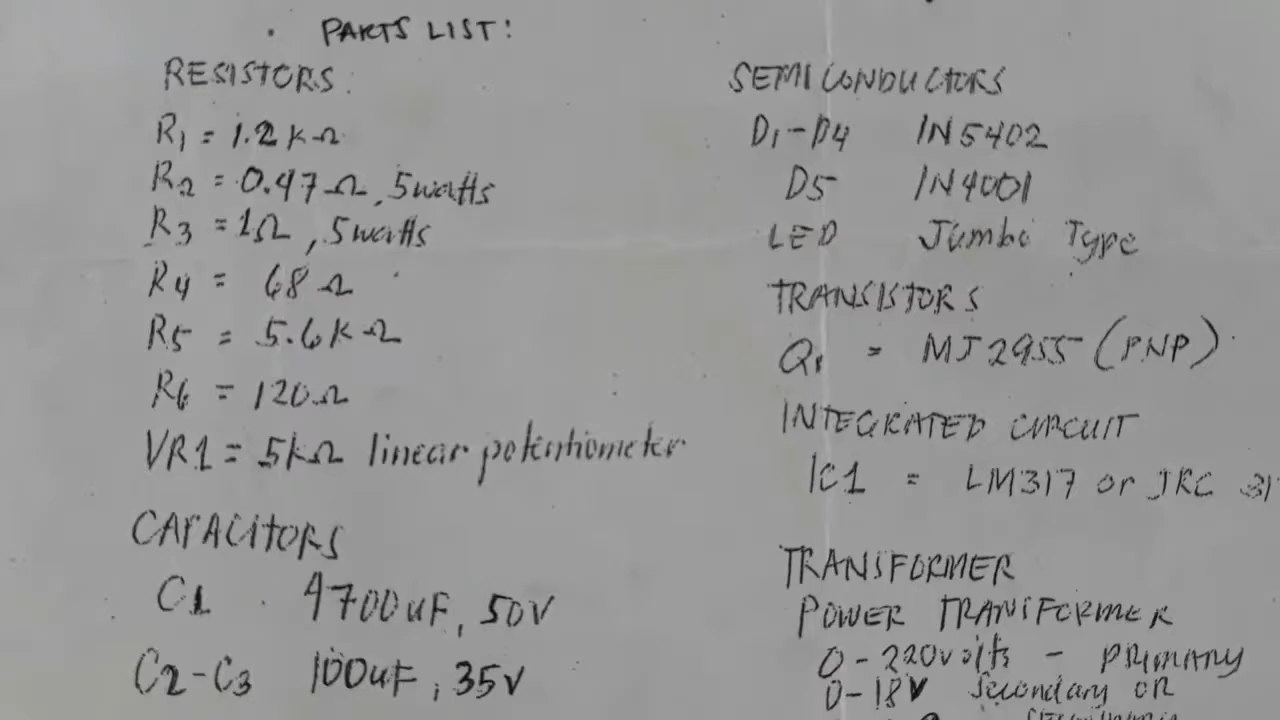 PARTS LIST:
RESISTORS:
R1 = 1.2 KΩ
R2 = 0.47Ω, 5watts
R3 = 1Ω, 5watts
R4 = 68Ω
R5 = 5.6KΩ
R6 = 120Ω
VR1 = 5kΩ linear potentiometer
CAPACITORS
C1 4700uF, 50V
C2-C3 100uF, 35V
SEMICONDUCTORS
D1-D4 IN5402
D5 IN4001
LED Jumbo Type
TRANSISTORS
Q1 = MJ2955 (PNP)
INTEGRATED CIRCUIT
IC1 = LM317 or JRC 31
TRANSFORMER
POWER TRANSFORMER
0-220volts - PRIMARY
0-18V Secondary OR